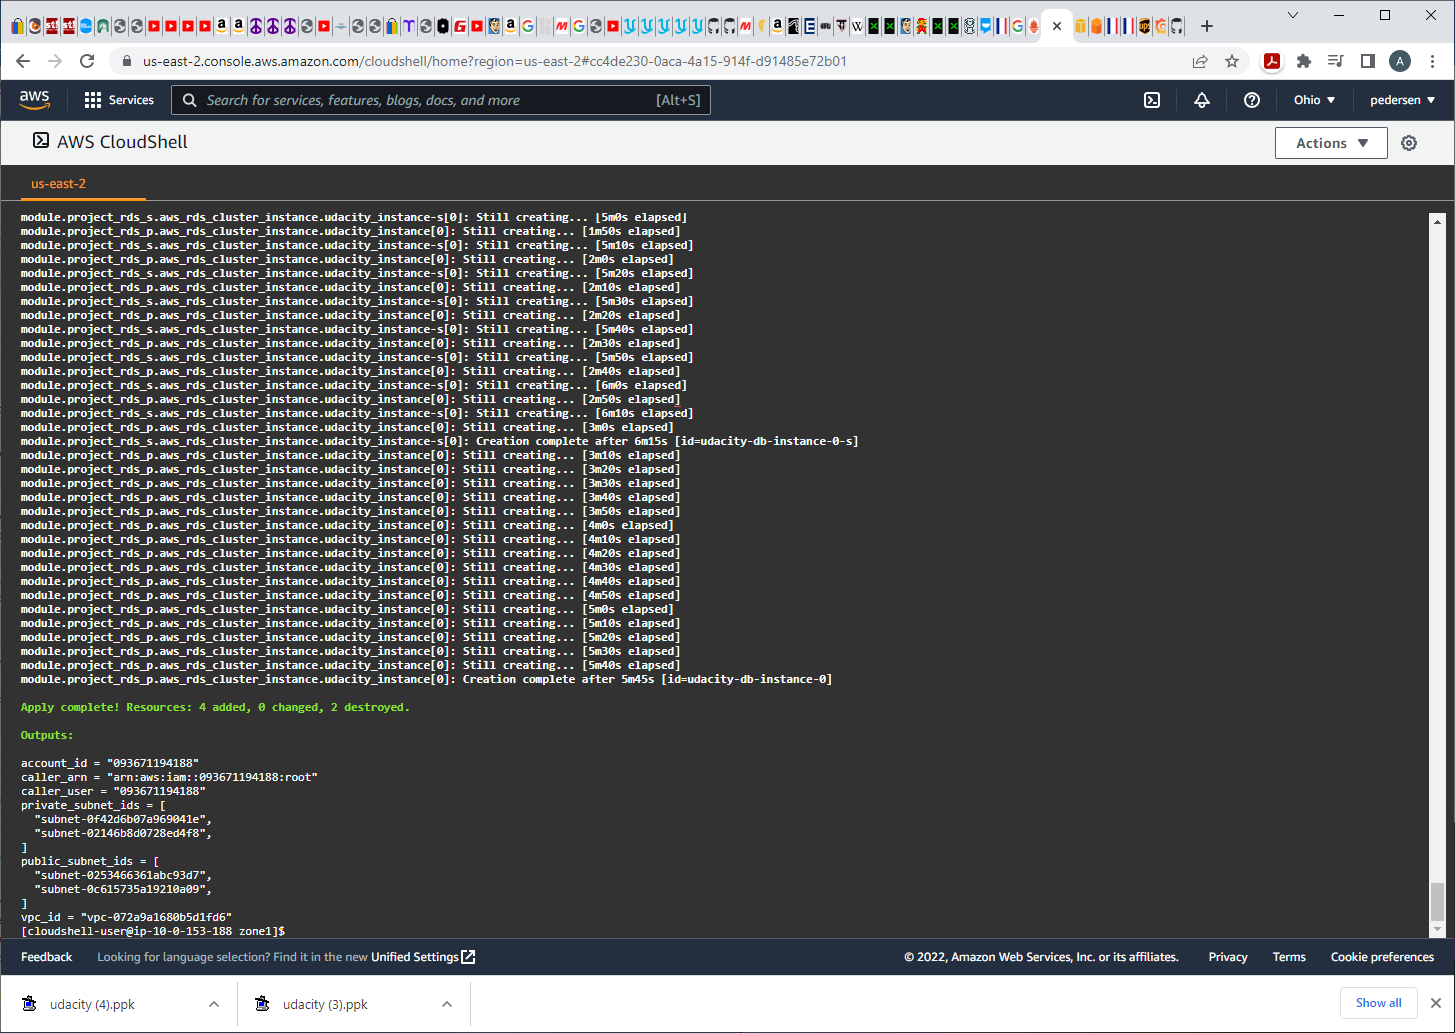 us-east-2.console.aws.amazon.com/cloudshell/home?region=us-east-2#cc4de230-0aca-4a15-914f-d91485e72b01
A
aws
Services
Search for services, features, blogs, docs, and more
[Alt+S]
Ohio
pedersen
AWS CloudShell
Actions
us-east-2
module.project_rds_s.aws_rds_cluster_instance.udacity_instance-s[0]: Still creating... [5m0s elapsed]
module.project_rds_p.aws_rds_cluster_instance.udacity_instance[0]: Still creating... [1m50s elapsed]
module.project_rds_s.aws_rds_cluster_instance.udacity_instance-s[0]: Still creating... [5m10s elapsed]
module.project_rds_p.aws_rds_cluster_instance.udacity_instance[0]: Still creating... [2m0s elapsed]
module.project_rds_s.aws_rds_cluster_instance.udacity_instance-s[0]: Still creating... [5m20s elapsed]
module.project_rds_p.aws_rds_cluster_instance.udacity_instance[0]: Still creating... [2m10s elapsed]
module.project_rds_s.aws_rds_cluster_instance.udacity_instance-s[0]: Still creating... [5m30s elapsed]
module.project_rds_p.aws_rds_cluster_instance.udacity_instance[0]: Still creating... [2m20s elapsed]
module.project_rds_s.aws_rds_cluster_instance.udacity_instance-s[0]: Still creating... [5m40s elapsed]
module.project_rds_p.aws_rds_cluster_instance.udacity_instance[0]: Still creating... [2m30s elapsed]
module.project_rds_s.aws_rds_cluster_instance.udacity_instance-s[0]: Still creating... [5m50s elapsed]
module.project_rds_p.aws_rds_cluster_instance.udacity_instance[0]: Still creating... [2m40s elapsed]
module.project_rds_s.aws_rds_cluster_instance.udacity_instance-s[0]: Still creating... [6m0s elapsed]
module.project_rds_p.aws_rds_cluster_instance.udacity_instance[0]: Still creating... [2m50s elapsed]
module.project_rds_s.aws_rds_cluster_instance.udacity_instance-s[0]: Still creating... [6m10s elapsed]
module.project_rds_p.aws_rds_cluster_instance.udacity_instance[0]: Still creating... [3m0s elapsed]
module.project_rds_s.aws_rds_cluster_instance.udacity_instance-s[0]: Creation complete after 6m15s [id=udacity-db-instance-0-s]
module.project_rds_p.aws_rds_cluster_instance.udacity_instance[0]: Still creating... [3m10s elapsed]
module.project_rds_p.aws_rds_cluster_instance.udacity_instance[0]: Still creating... [3m20s elapsed]
module.project_rds_p.aws_rds_cluster_instance.udacity_instance[0]: Still creating... [3m30s elapsed]
module.project_rds_p.aws_rds_cluster_instance.udacity_instance[0]: Still creating... [3m40s elapsed]
module.project_rds_p.aws_rds_cluster_instance.udacity_instance[0]: Still creating... [3m50s elapsed]
module.project_rds_p.aws_rds_cluster_instance.udacity_instance[0]: Still creating... [4m0s elapsed]
module.project_rds_p.aws_rds_cluster_instance.udacity_instance[0]: Still creating... [4m10s elapsed]
module.project_rds_p.aws_rds_cluster_instance.udacity_instance[0]: Still creating... [4m20s elapsed]
module.project_rds_p.aws_rds_cluster_instance.udacity_instance[0]: Still creating... [4m30s elapsed]
module.project_rds_p.aws_rds_cluster_instance.udacity_instance[0]: Still creating... [4m40s elapsed]
module.project_rds_p.aws_rds_cluster_instance.udacity_instance[0]: Still creating... [4m50s elapsed]
module.project_rds_p.aws_rds_cluster_instance.udacity_instance[0]: Still creating... [5m0s elapsed]
module.project_rds_p.aws_rds_cluster_instance.udacity_instance[0]: Still creating... [5m10s elapsed]
module.project_rds_p.aws_rds_cluster_instance.udacity_instance[0]: Still creating... [5m20s elapsed]
module.project_rds_p.aws_rds_cluster_instance.udacity_instance[0]: Still creating... [5m30s elapsed]
module.project_rds_p.aws_rds_cluster_instance.udacity_instance[0]: Still creating... [5m40s elapsed]
module.project_rds_p.aws_rds_cluster_instance.udacity_instance[0]: Creation complete after 5m45s [id=udacity-db-instance-0]
Apply complete! Resources: 4 added, 0 changed, 2 destroyed.
Outputs:
account_id = "093671194188"
caller_arn = "arn:aws:iam::093671194188:root"
caller_user = "093671194188"
private_subnet_ids = [
"subnet-0f42d6b07a969041e",
"subnet-02146b8d0728ed4f8",
]
public_subnet_ids = [
"subnet-0253466361abc93d7",
"subnet-0c615735a19210a09",
]
vpc_id = "vpc-072a9a1680b5d1fd6"
[cloudshell-user@ip-10-0-153-188 zone1]$
Feedback
Looking for language selection? Find it in the new Unified Settings
© 2022, Amazon Web Services, Inc. or its affiliates.
Privacy
Terms
Cookie preferences
udacity (4).ppk
udacity (3).ppk
Show all